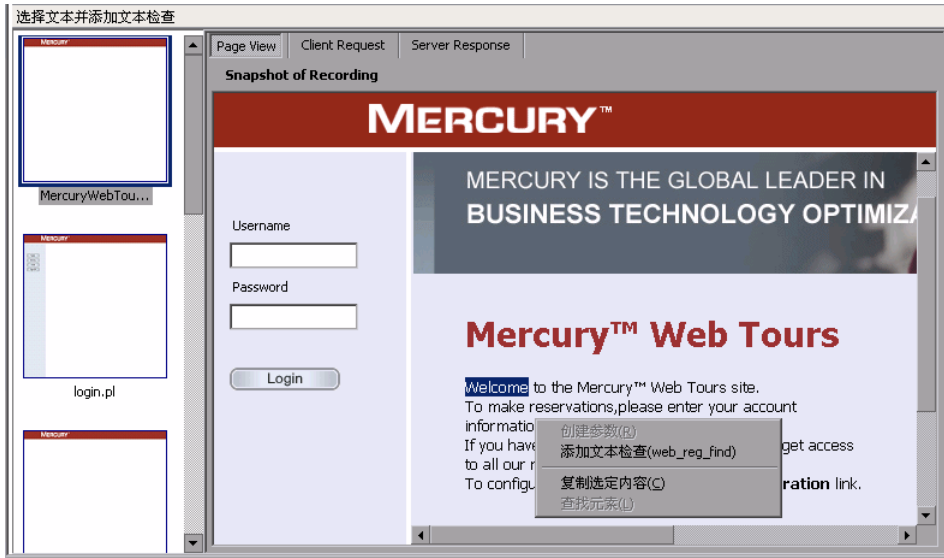 选择文本并添加文本检查
MERCURY
MercuryWebTou...
MERCURY
login.pl
MERCURY
Page View Client Request Server Response
Snapshot of Recording
MERCURY™
Username
Password
Login
MERCURY IS THE GLOBAL LEADER IN
BUSINESS TECHNOLOGY OPTIMIZA
Mercury™ Web Tours
Welcome to the Mercury™ Web Tours site.
To make reservations,please enter your account
informatio
If you have get access
to all our r
To configu ration link.
创建参数(R)
添加文本检查(web_reg_find)
复制选定内容(C)
查找元素(L)